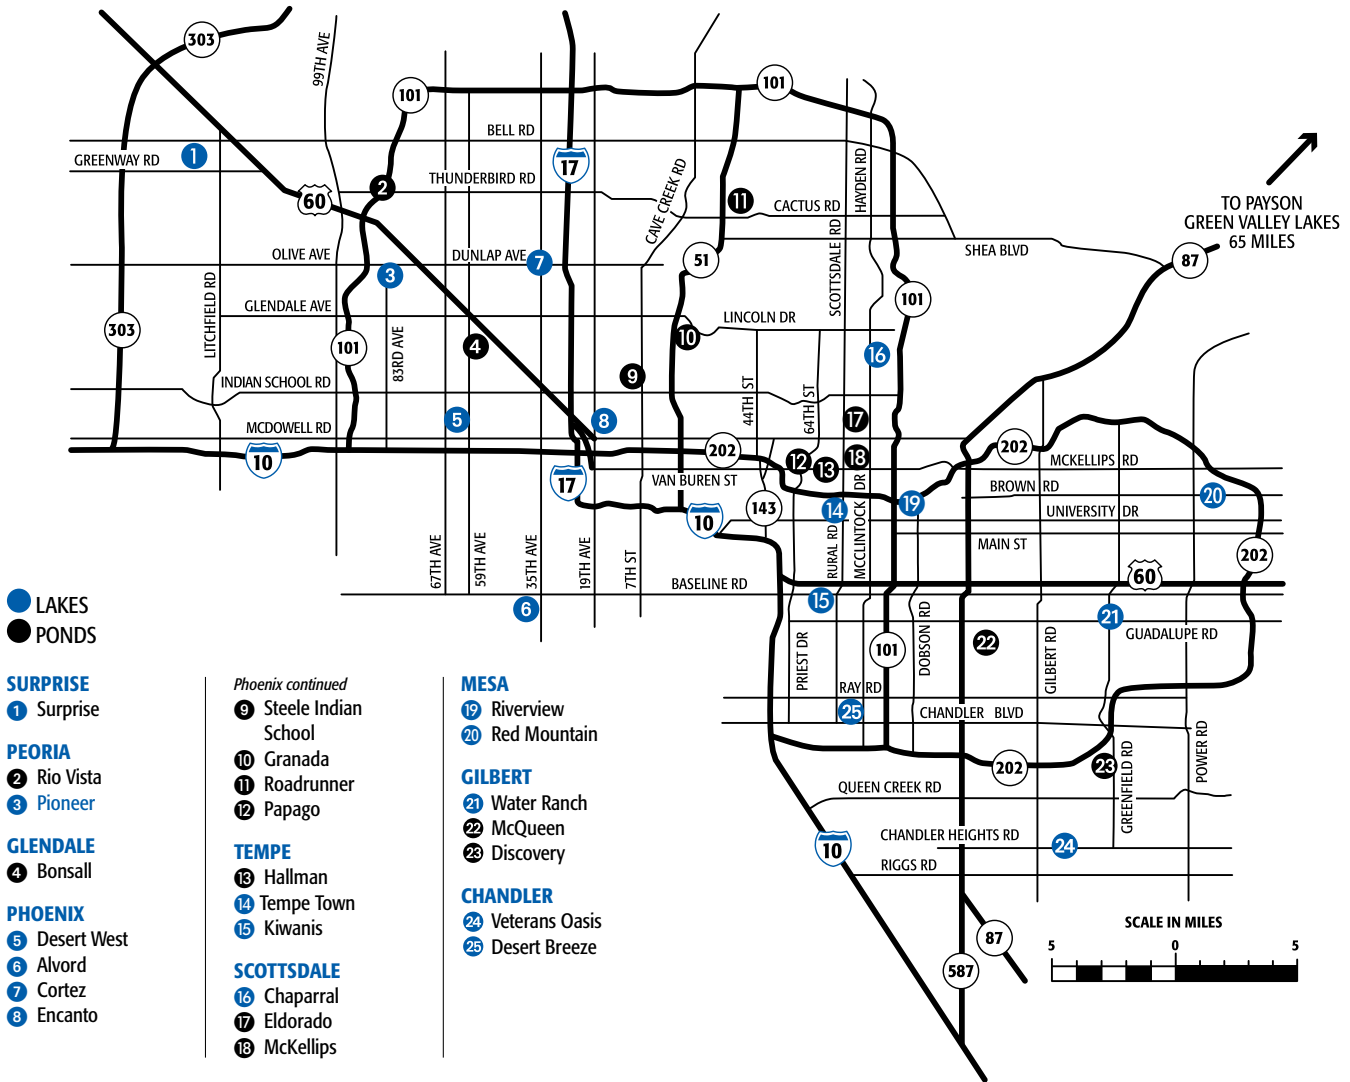 303
99TH AVE
101
101
BELL RD
GREENWAY RD
1
17
HAYDEN RD
THUNDERBIRD RD
CAVE CREEK RD
2
60
11
CACTUS RD
TO PAYSON
GREEN VALLEY LAKES
65 MILES
OLIVE AVE
DUNLAP AVE
7
51
SHEA BLVD
87
3
LITCHFIELD RD
SCOTTSDALE RD
101
GLENDALE AVE
LINCOLN DR
303
101
83RD AVE
4
10
16
9
INDIAN SCHOOL RD
44TH ST
64TH ST
5
8
17
MCDOWELL RD
10
202
202
12
13
18
MCKELLIPS RD
17
VAN BUREN ST
BROWN RD
20
10
143
14
MCCLINTOCK DR
19
UNIVERSITY DR
67TH AVE
59TH AVE
35TH AVE
19TH AVE
7TH ST
RURAL RD
MAIN ST
202
BASELINE RD
60
6
15
21
PRIEST DR
DOBSON RD
22
GILBERT RD
GUADALUPE RD
101
RAY RD
25
CHANDLER BLVD
202
23
GREENFIELD RD
POWER RD
QUEEN CREEK RD
10
CHANDLER HEIGHTS RD
24
RIGGS RD
87
587
SCALE IN MILES
5 0 5
LAKES
PONDS
SURPRISE
1 Surprise
PEORIA
2 Rio Vista
3 Pioneer
GLENDALE
4 Bonsall
PHOENIX
5 Desert West
6 Alvord
7 Cortez
8 Encanto
Phoenix continued
9 Steele Indian
School
10 Granada
11 Roadrunner
12 Papago
TEMPE
13 Hallman
14 Tempe Town
15 Kiwanis
SCOTTSDALE
16 Chaparral
17 Eldorado
18 McKellips
MESA
19 Riverview
20 Red Mountain
GILBERT
21 Water Ranch
22 McQueen
23 Discovery
CHANDLER
24 Veterans Oasis
25 Desert Breeze